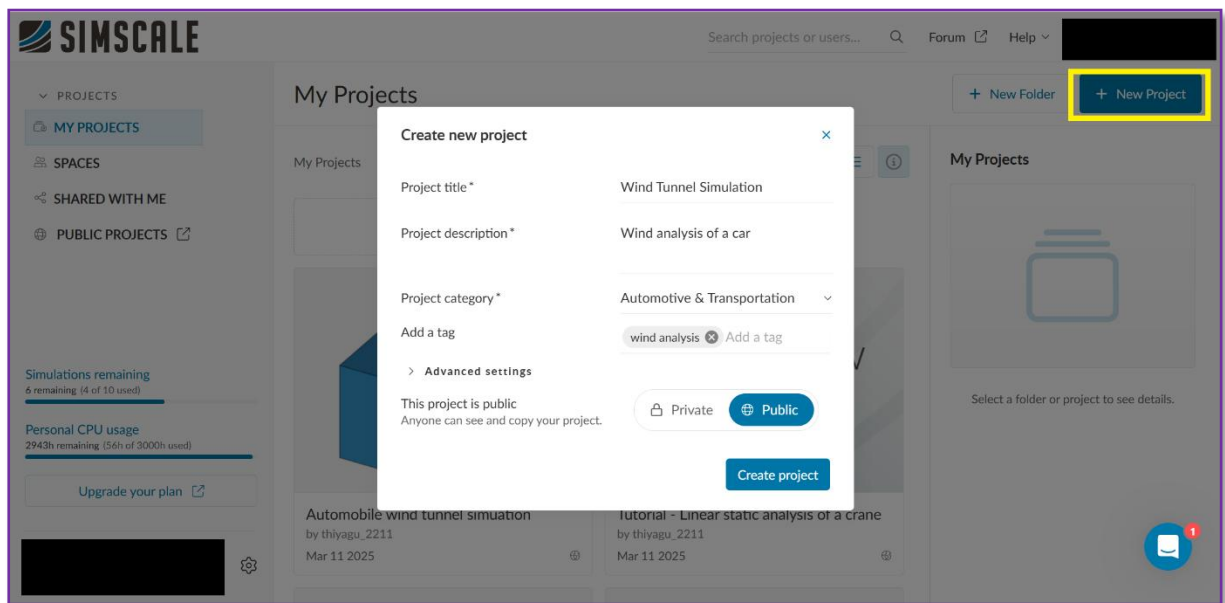 SIMSCALE
Search projects or users...
Forum
Help
PROJECTS
MY PROJECTS
SPACES
SHARED WITH ME
PUBLIC PROJECTS
Simulations remaining
6 remaining (4 of 10 used)
Personal CPU usage
2943h remaining (56h of 3000h used)
Upgrade your plan
My Projects
+ New Folder
+ New Project
My Projects
Create new project
Project title*
Wind Tunnel Simulation
Project description*
Wind analysis of a car
Project category*
Automotive & Transportation
Add a tag
wind analysis
Add a tag
Advanced settings
This project is public
Anyone can see and copy your project.
Private
Public
Create project
Automobile wind tunnel simuation
by thiyagu_2211
Mar 11 2025
Tutorial - Linear static analysis of a crane
by thiyagu_2211
Mar 11 2025
My Projects
Select a folder or project to see details.
1